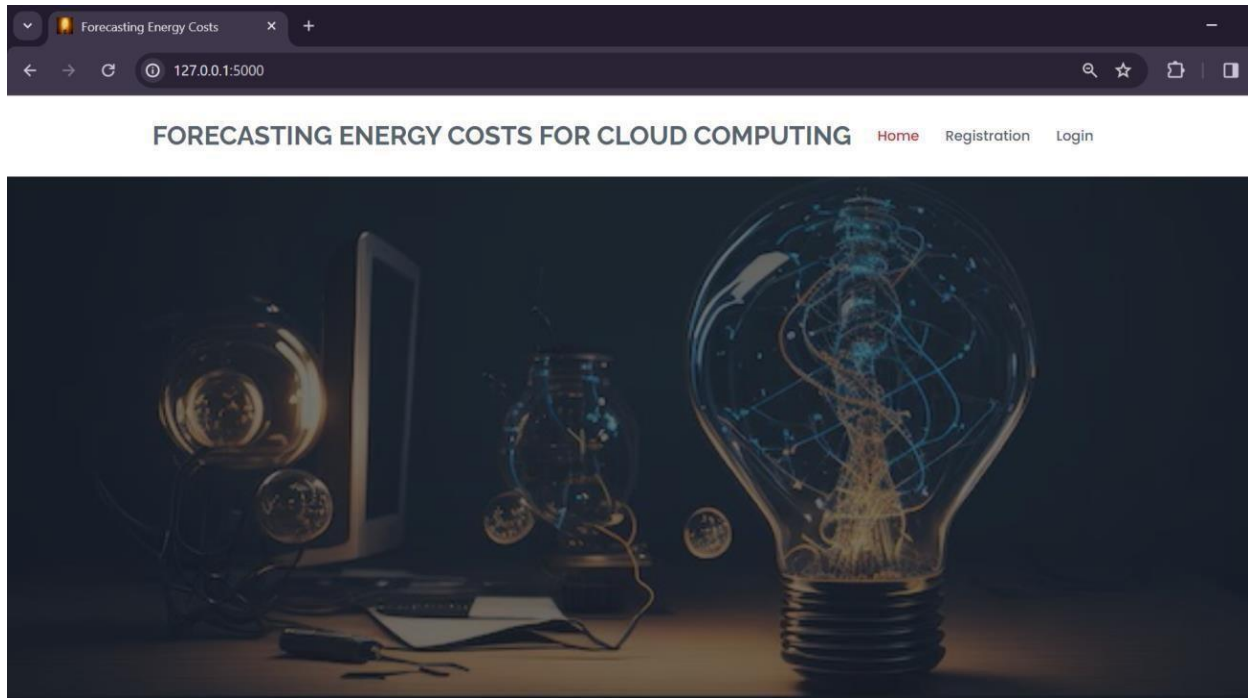 Forecasting Energy Costs
127.0.0.1:5000
FORECASTING ENERGY COSTS FOR CLOUD COMPUTING Home Registration Login